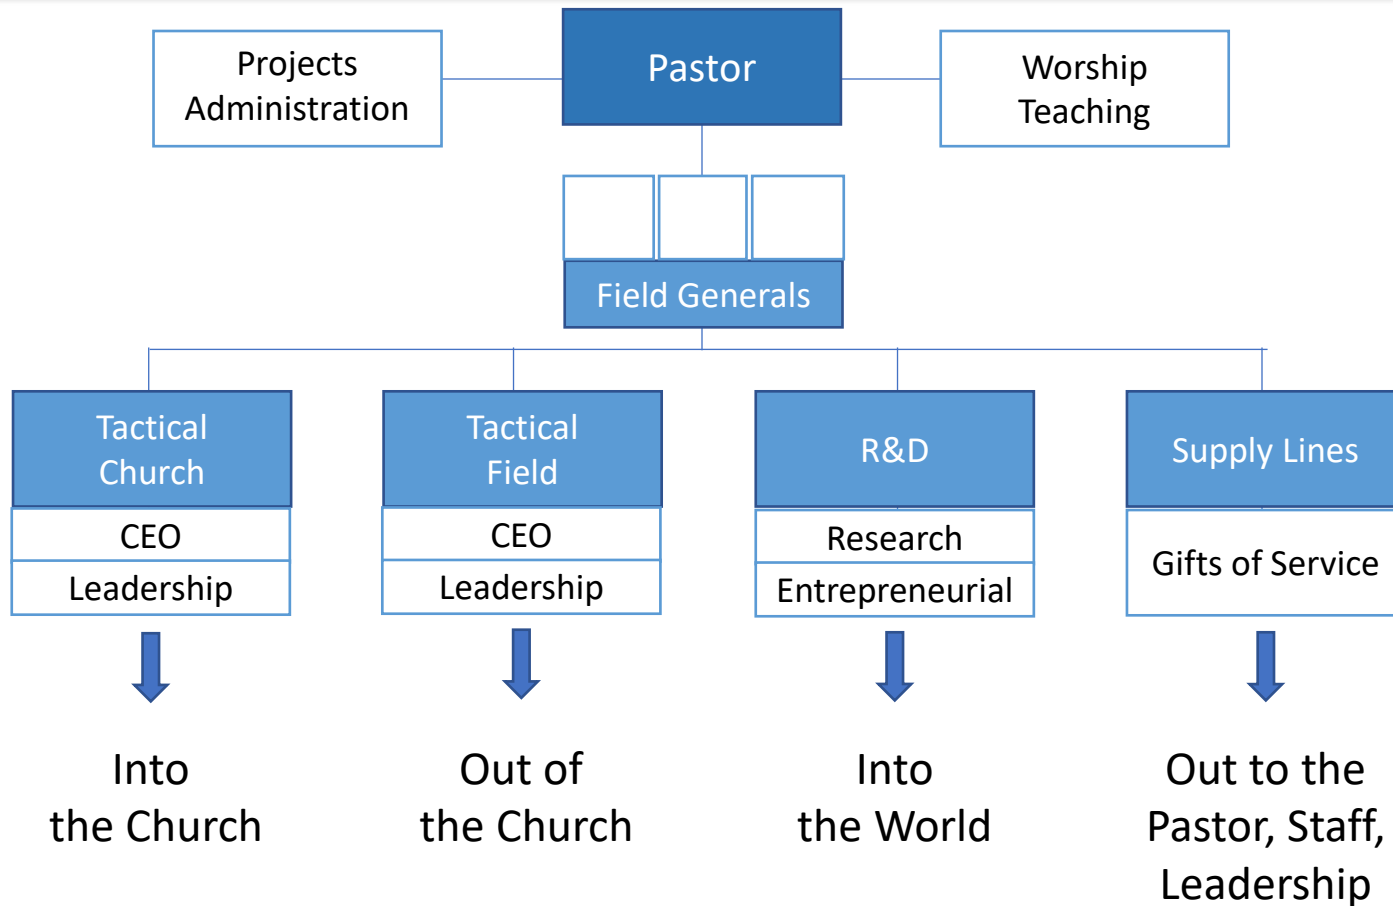 Projects
Administration
Pastor
Worship
Teaching
Field Generals
Tactical
Church
CEO
Leadership
Tactical
Field
CEO
Leadership
R&D
Research
Entrepreneurial
Supply Lines
Gifts of Service
Into
the Church
Out of
the Church
Into
the World
Out to the
Pastor, Staff,
Leadership